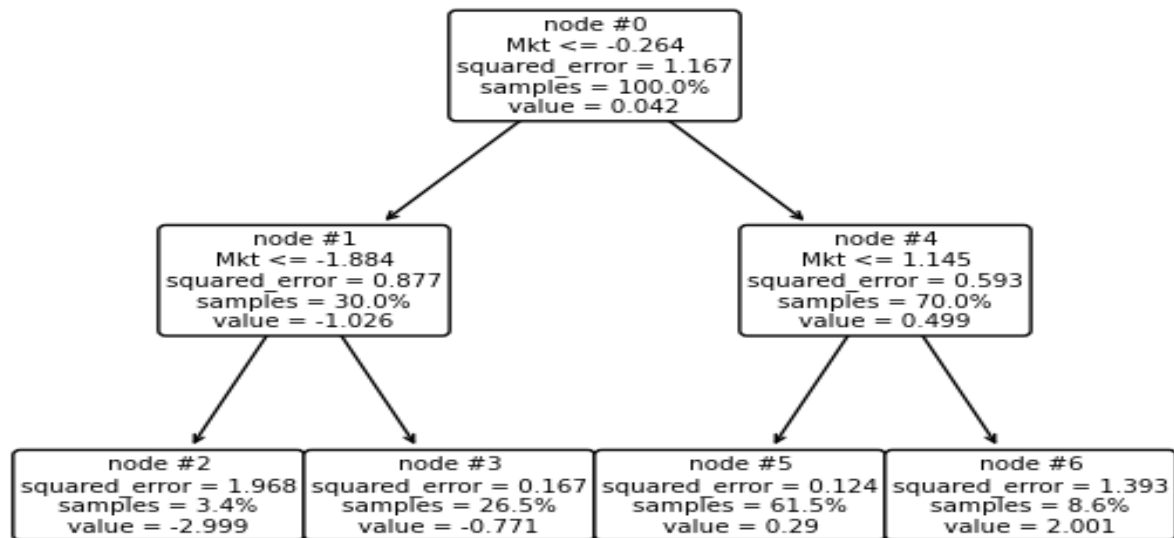 node #0
Mkt <= -0.264
squared_error = 1.167
samples = 100.0%
value = 0.042
node #1
Mkt <= -1.884
squared_error = 0.877
samples = 30.0%
value = -1.026
node #4
Mkt <= 1.145
squared_error = 0.593
samples = 70.0%
value = 0.499
node #2
squared_error = 1.968
samples = 3.4%
value = -2.999
node #3
squared_error = 0.167
samples = 26.5%
value = -0.771
node #5
squared_error = 0.124
samples = 61.5%
value = 0.29
node #6
squared_error = 1.393
samples = 8.6%
value = 2.001